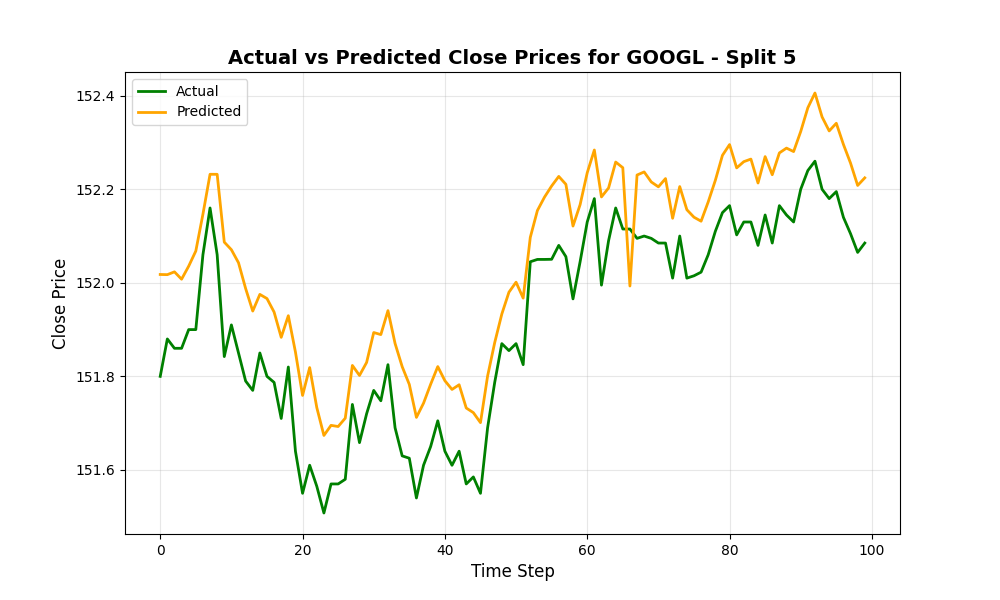 Actual vs Predicted Close Prices for GOOGL - Split 5
Actual
Predicted
152.4
152.2
152.0
151.8
151.6
Close Price
0
20
40
60
80
100
Time Step